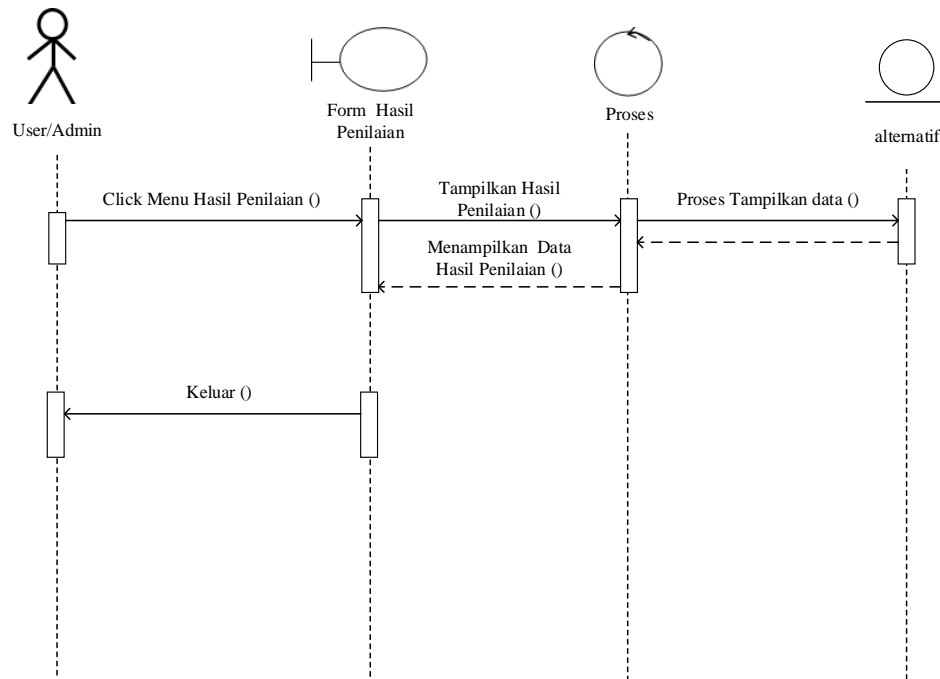 User/Admin
Form Hasil
Penilaian
Proses
alternatif
Click Menu Hasil Penilaian ()
Tampilkan Hasil
Penilaian ()
Proses Tampilkan data ()
Menampilkan Data
Hasil Penilaian ()
Keluar ()